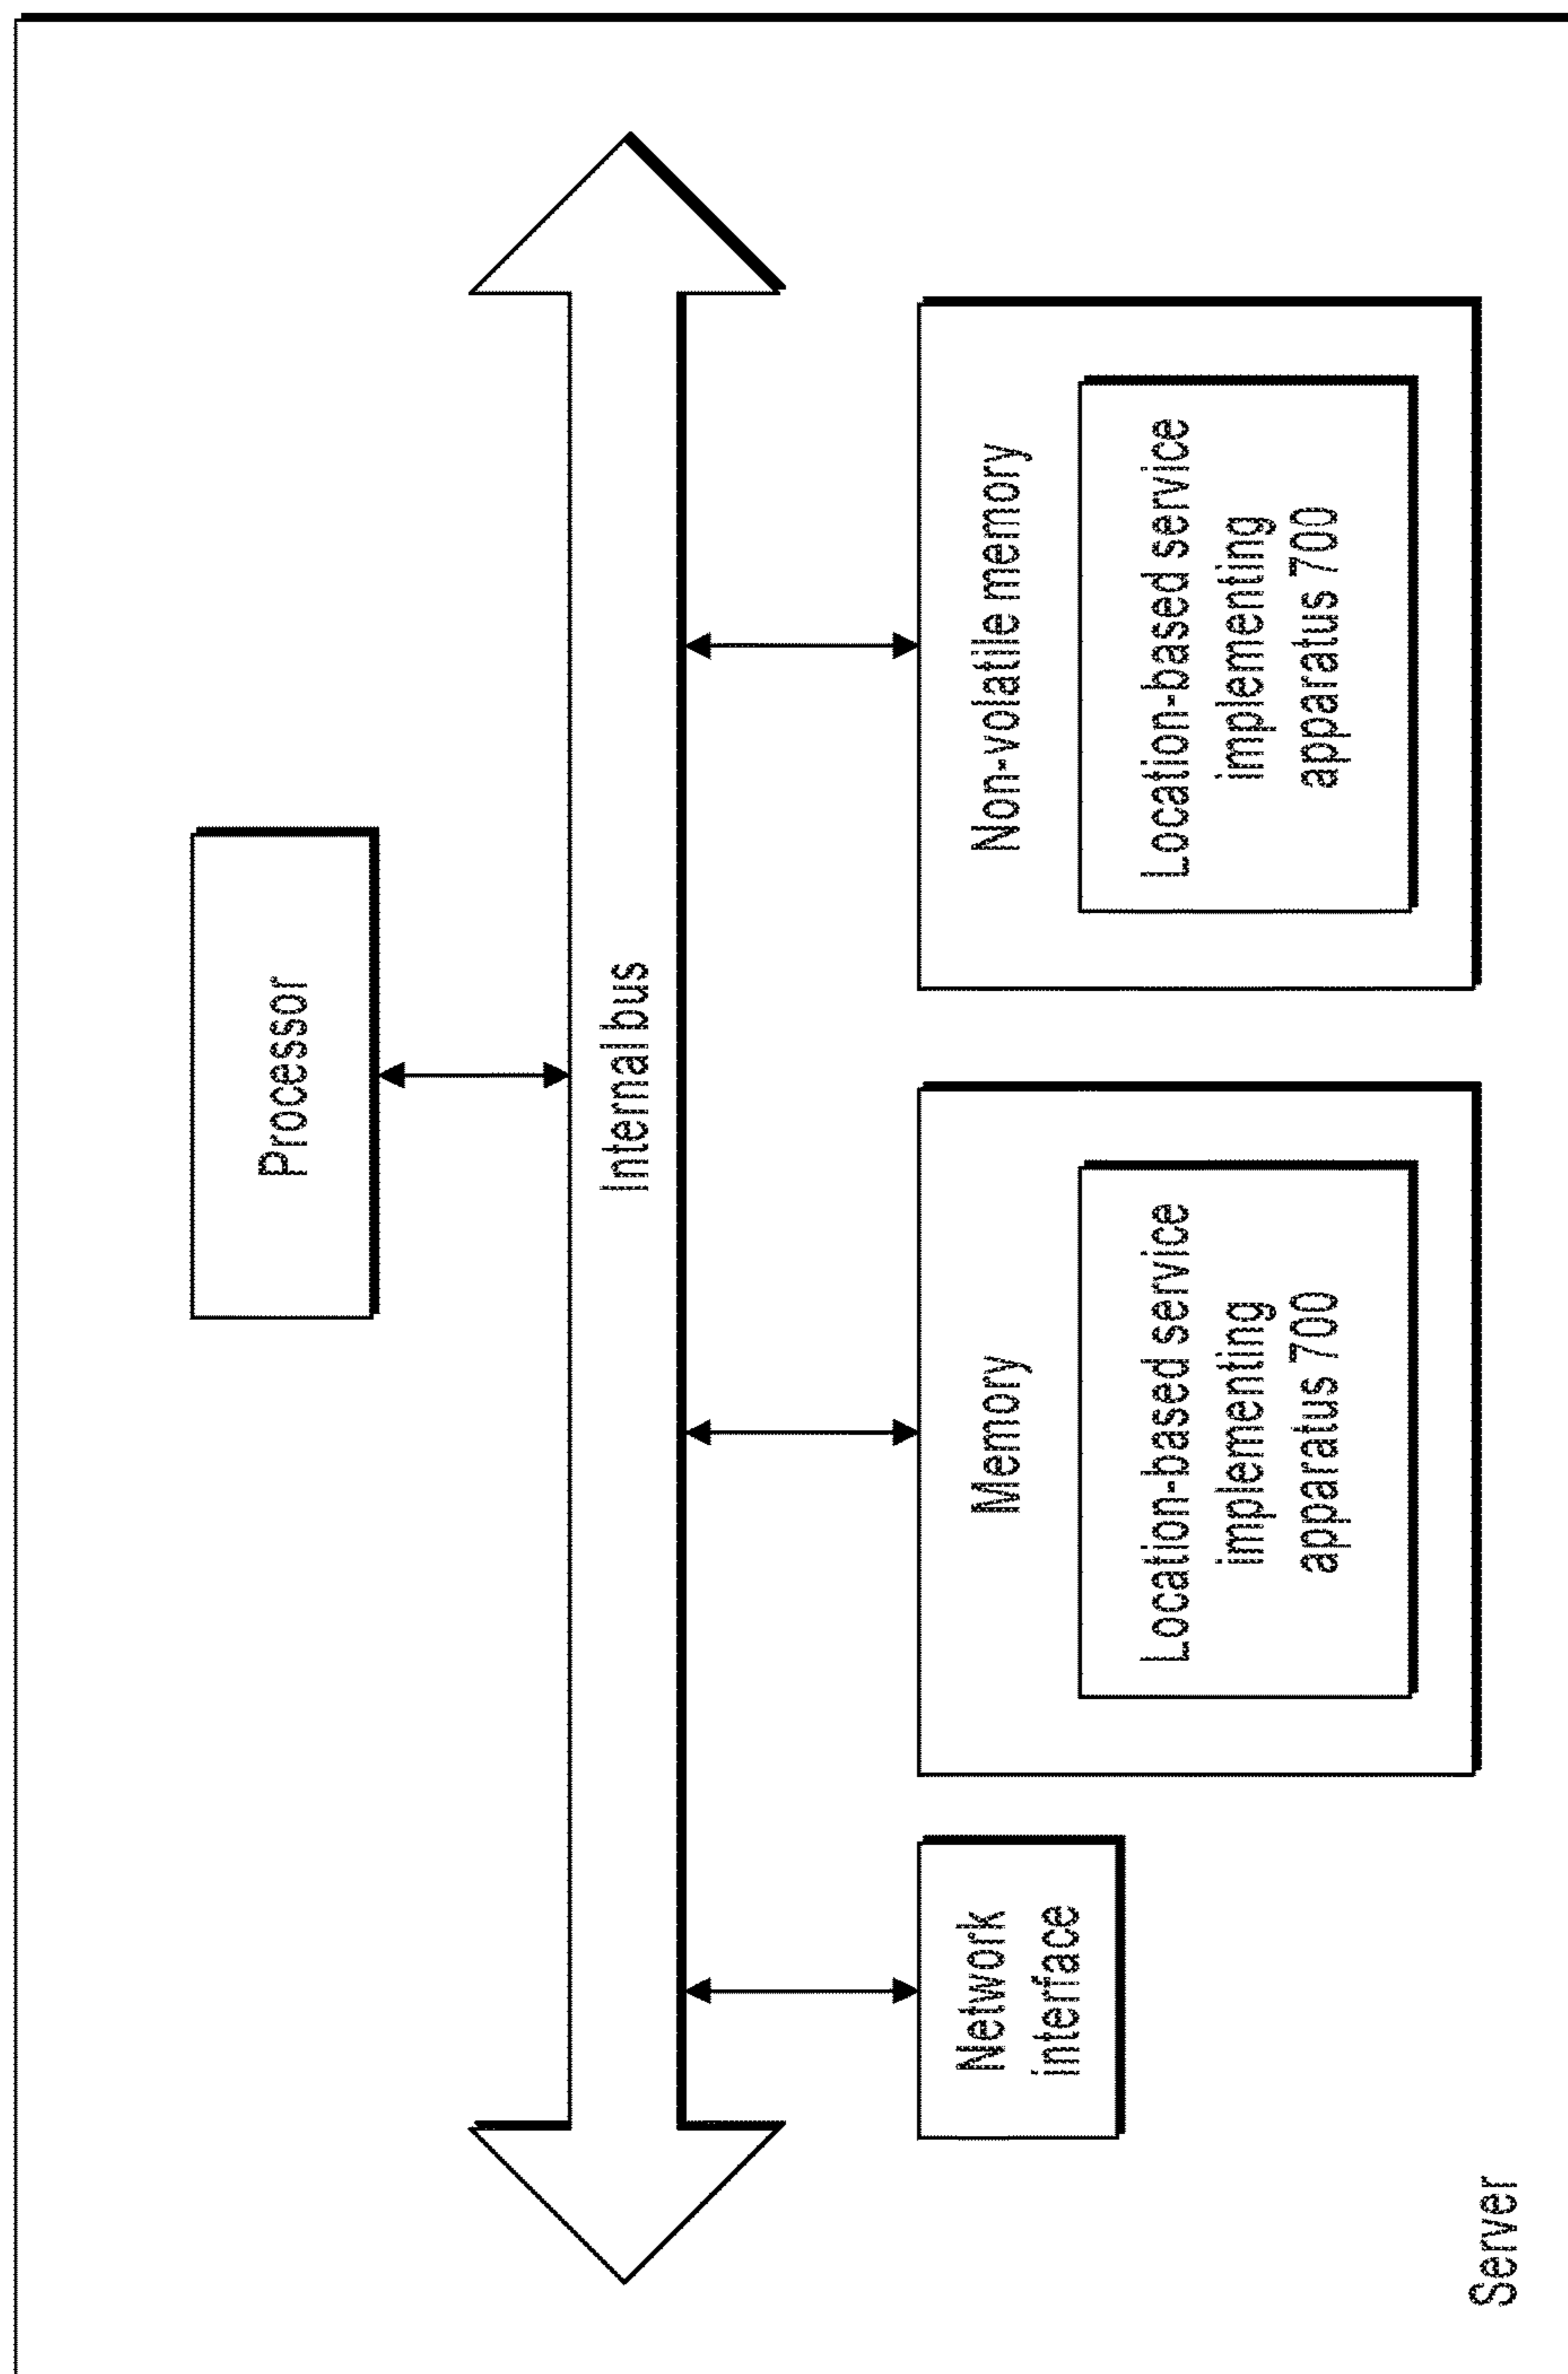 Processor
Internal bus
Network
interface
Memory
Location-based service
implementing
apparatus 700
Non-volatile memory
Location-based service
implementing
apparatus 700
Server